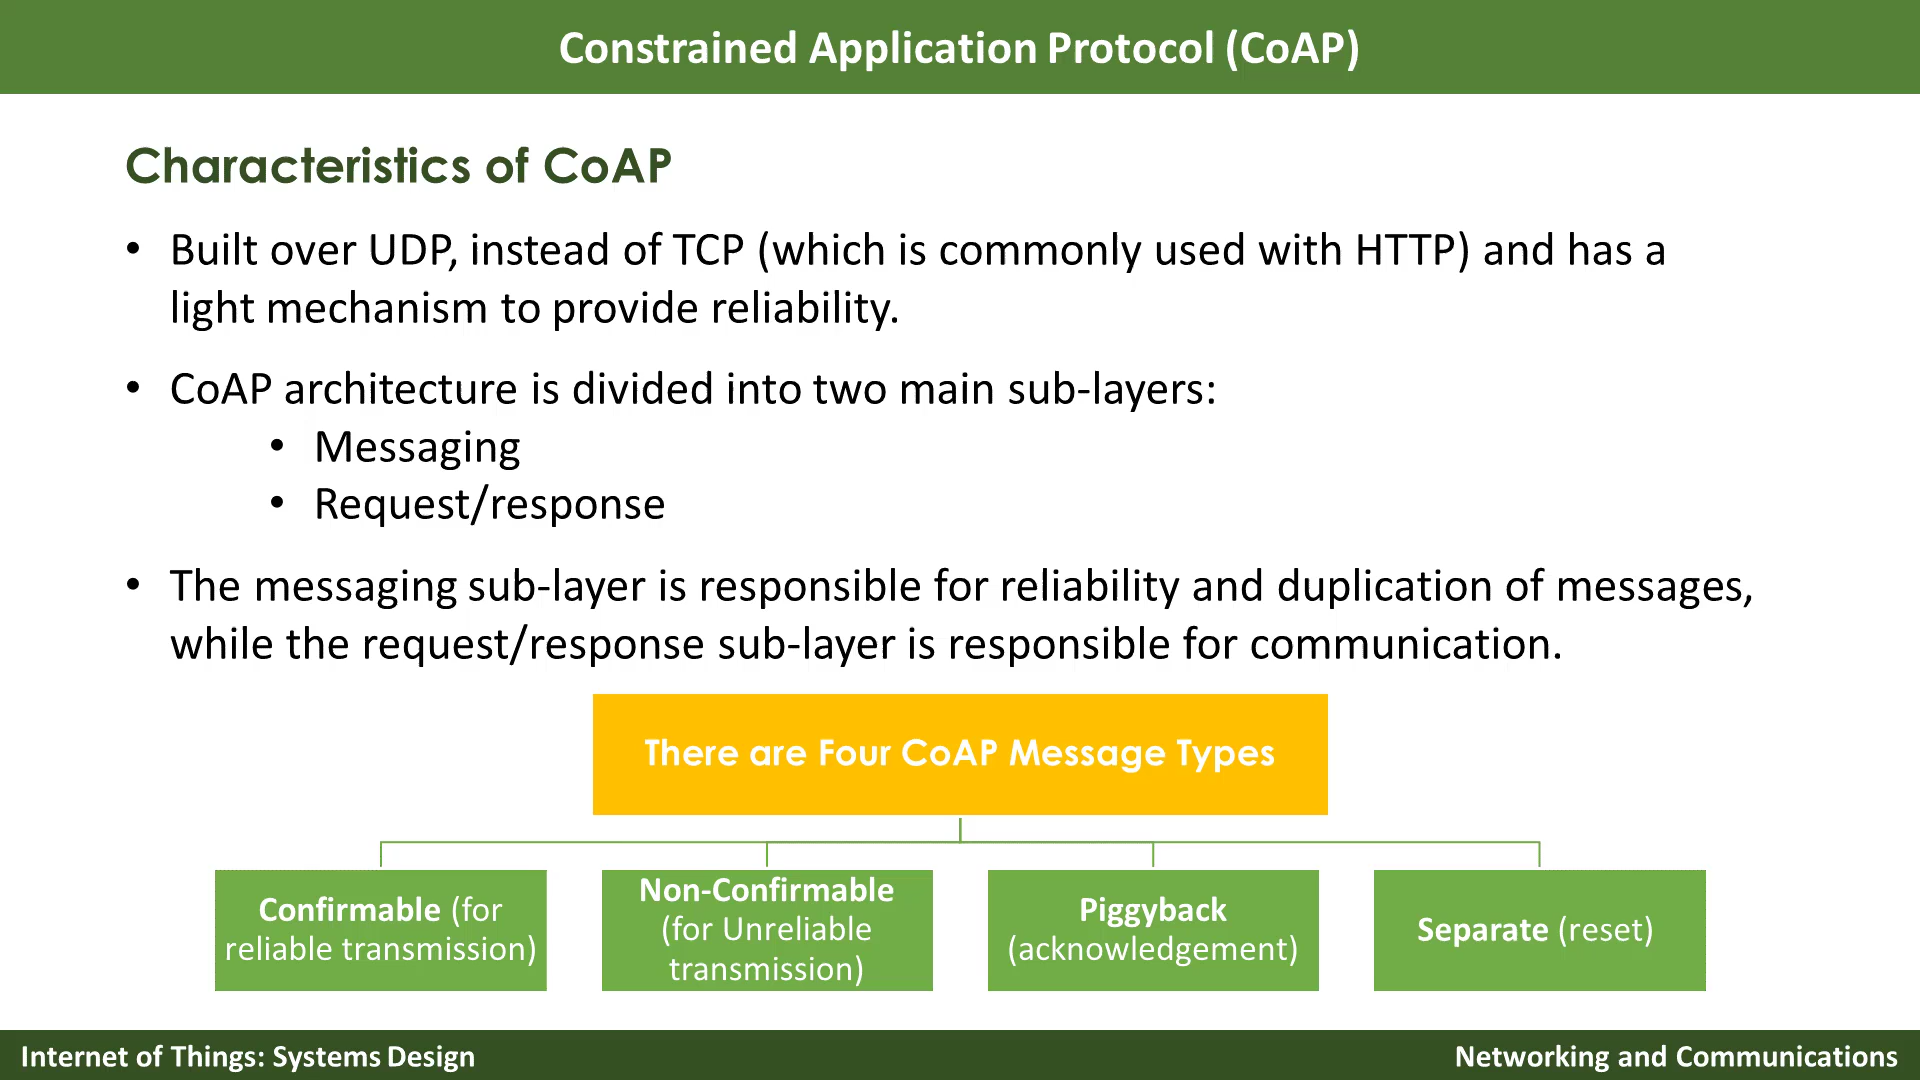 Constrained Application Protocol (CoAP)
Characteristics of CoAP
• Built over UDP, instead of TCP (which is commonly used with HTTP) and has a
light mechanism to provide reliability.
• CoAP architecture is divided into two main sub-layers:
• Messaging
• Request/response
• The messaging sub-layer is responsible for reliability and duplication of messages,
while the request/response sub-layer is responsible for communication.
There are Four CoAP Message Types
Confirmable (for
reliable transmission)
Non-Confirmable
(for Unreliable
transmission)
Piggyback
(acknowledgement)
Separate (reset)
Internet of Things: Systems Design
Networking and Communications